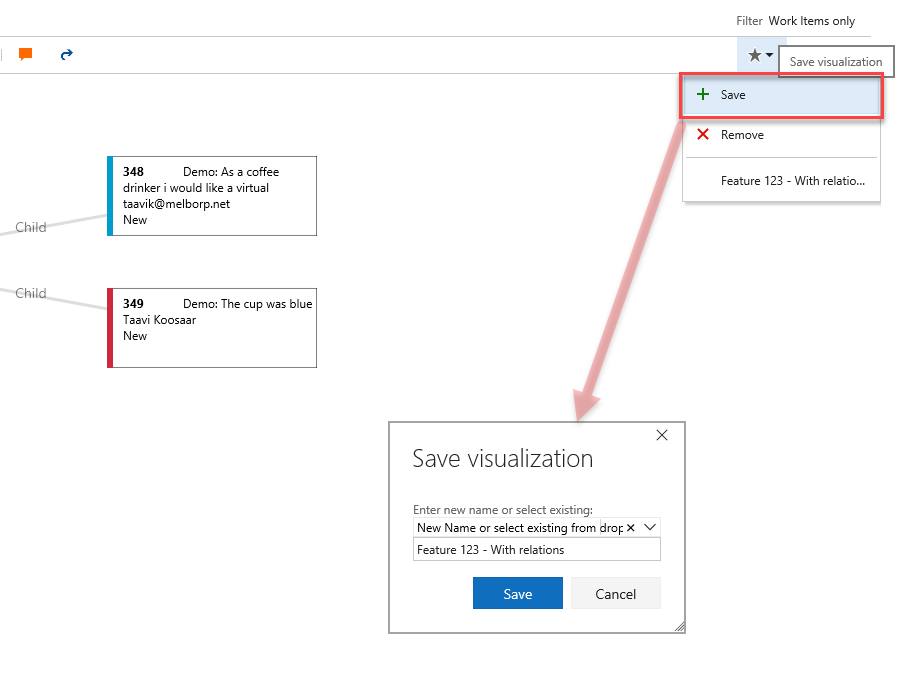 Filter Work Items only
Save visualization
Save
Remove
Feature 123 - With relatio...
348 Demo: As a coffee
drinker i would like a virtual
taavik@melborp.net
New
Child
Child
349 Demo: The cup was blue
Taavi Koosaar
New
Save visualization
Enter new name or select existing:
New Name or select existing from drop
Feature 123 - With relations
Save Cancel